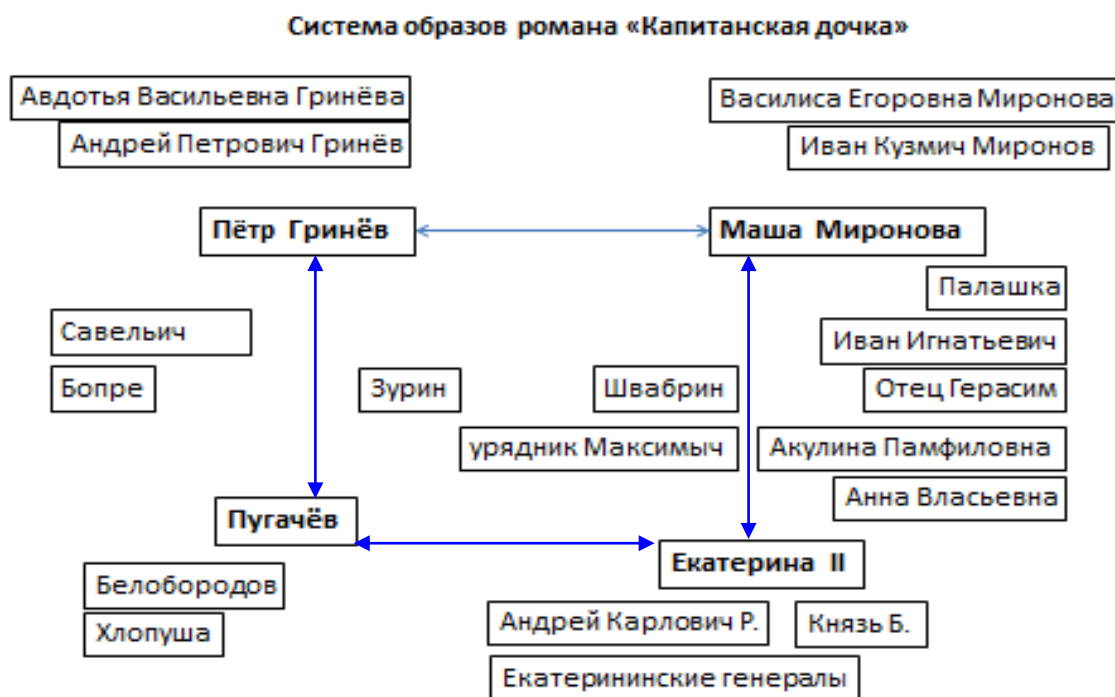 Система образов романа «Капитанская дочка»
Авдотья Васильевна Гринёва
Василиса Егоровна Миронова
Андрей Петрович Гринёв
Иван Кузмич Миронов
Пётр Гринёв
Маша Миронова
Палашка
Савельич
Иван Игнатьевич
Бопре
Зурин
Швабрин
Отец Герасим
урядник Максимыч
Акулина Памфиловна
Анна Власьевна
Пугачёв
Екатерина II
Белобородов
Андрей Карлович Р.
Князь Б.
Хлопуша
Екатерининские генералы